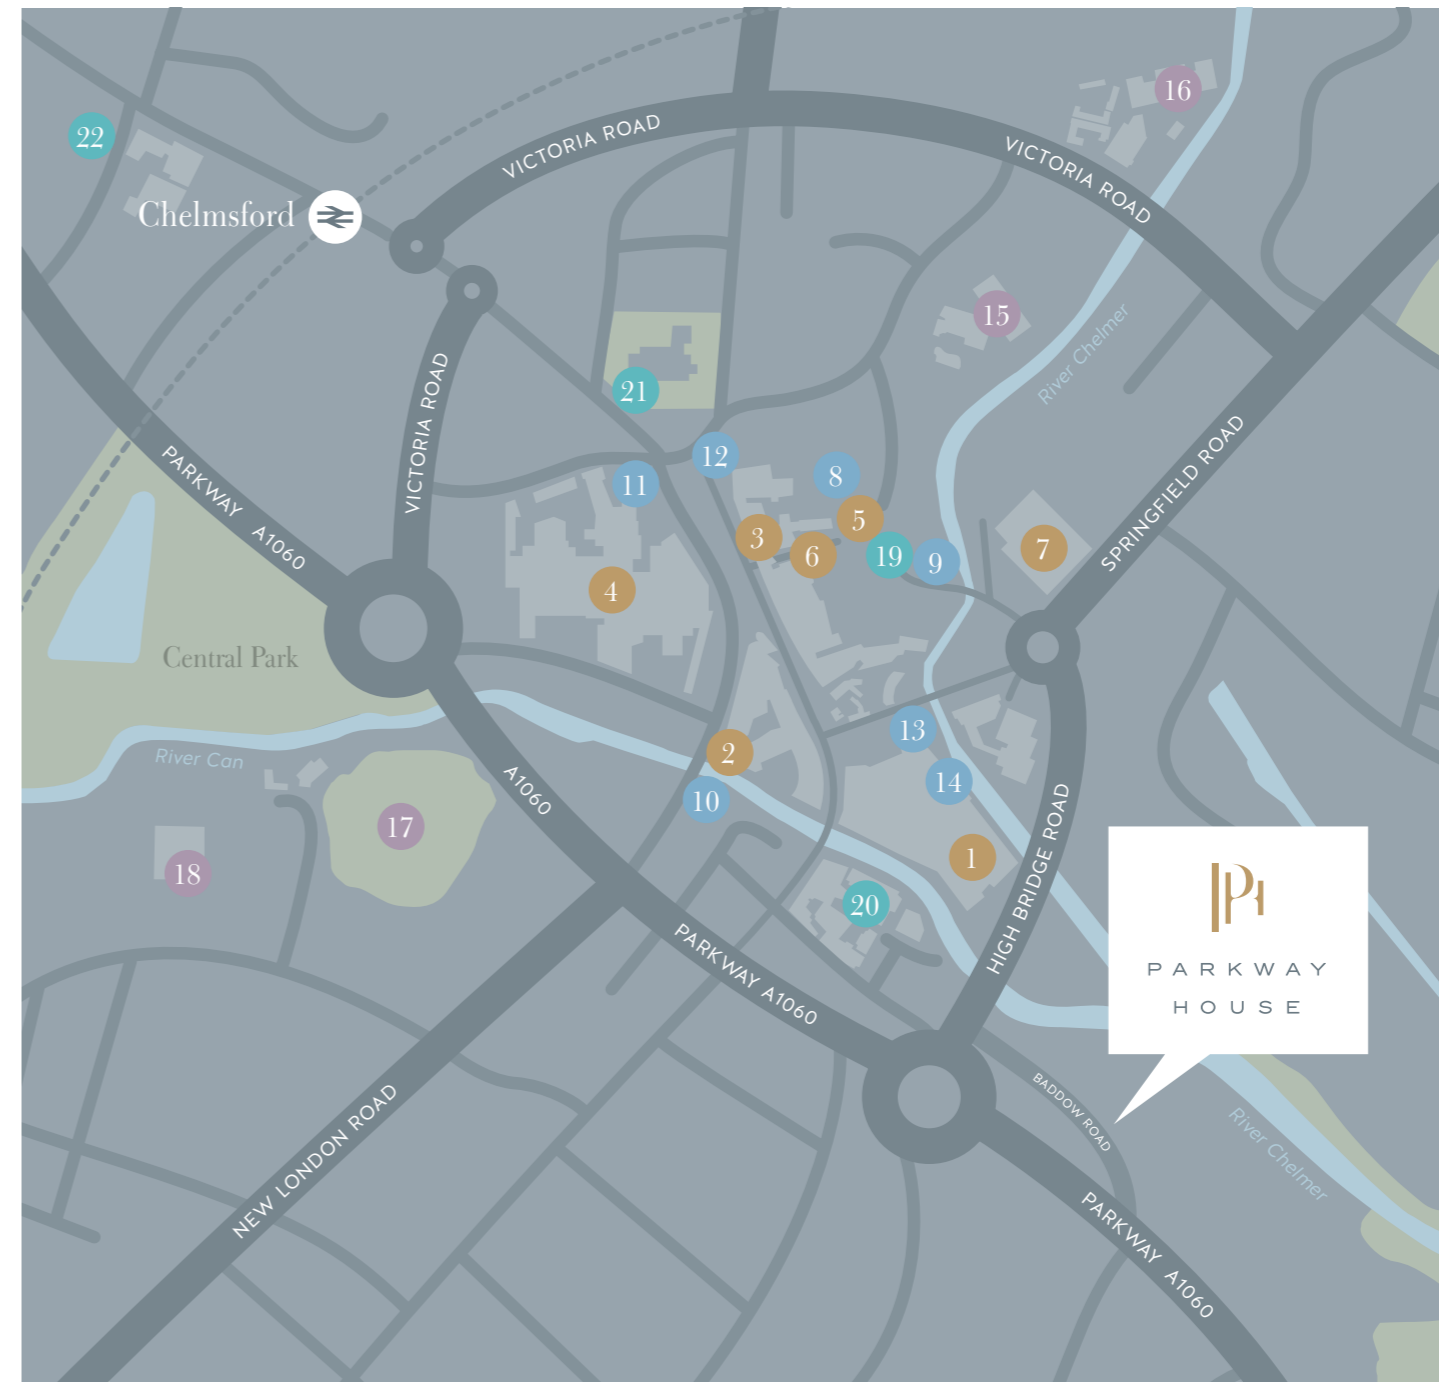 16
22
VICTORIA ROAD
VICTORIA ROAD
Chelmsford
15
River Chelmer
VICTORIA ROAD
21
PARKWAY A1060
12
11
8
SPRINGFIELD ROAD
5
3
6
19
9
7
4
Central Park
13
2
River Can
14
10
A1060
17
18
1
HIGH BRIDGE ROAD
20
PARKWAY A1060
PARKWAY
HOUSE
BADDOW ROAD
NEW LONDON ROAD
River Chelmer
PARKWAY A1060